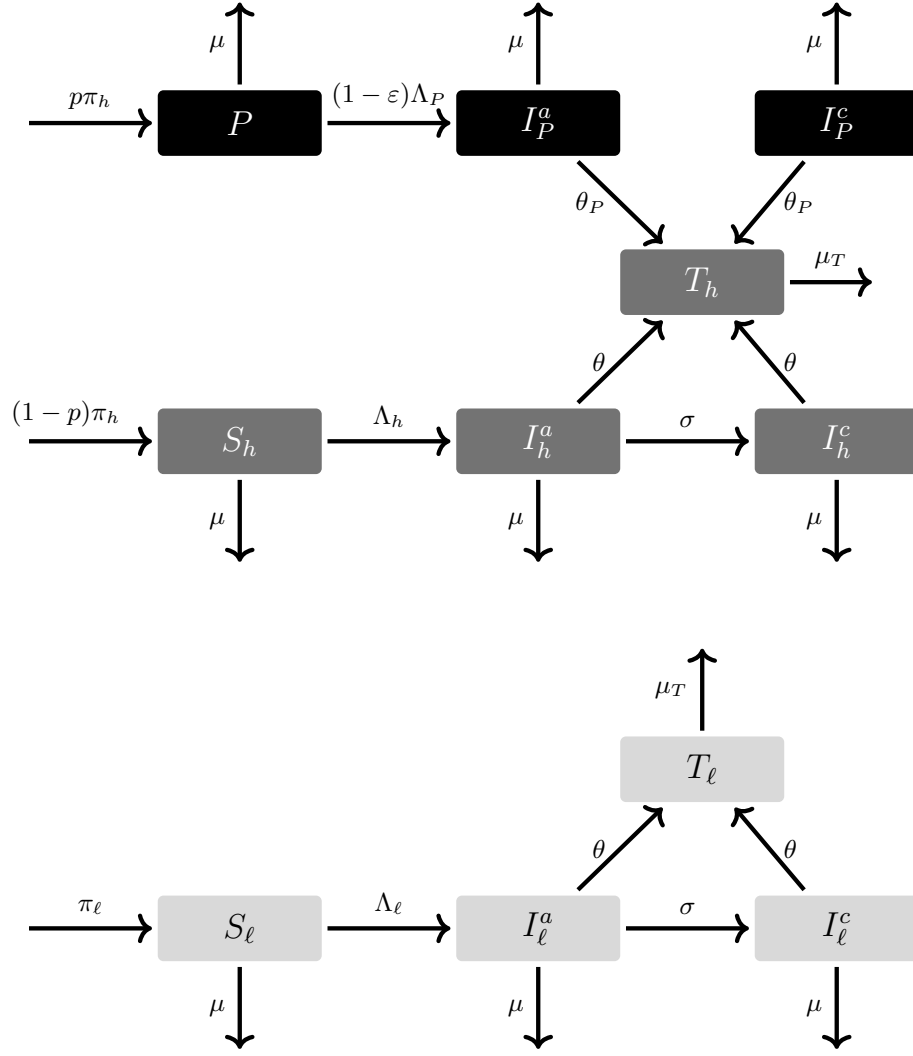 μ μ μ
pπ_h (1 − ε)Λ_P
P I_P^a I_P^c
θ_P θ_P
T_h μ_T
θ θ
(1 − p)π_h Λ_h σ
S_h I_h^a I_h^c
μ μ μ
μ_T
T_ℓ
θ θ
π_ℓ Λ_ℓ σ
S_ℓ I_ℓ^a I_ℓ^c
μ μ μ